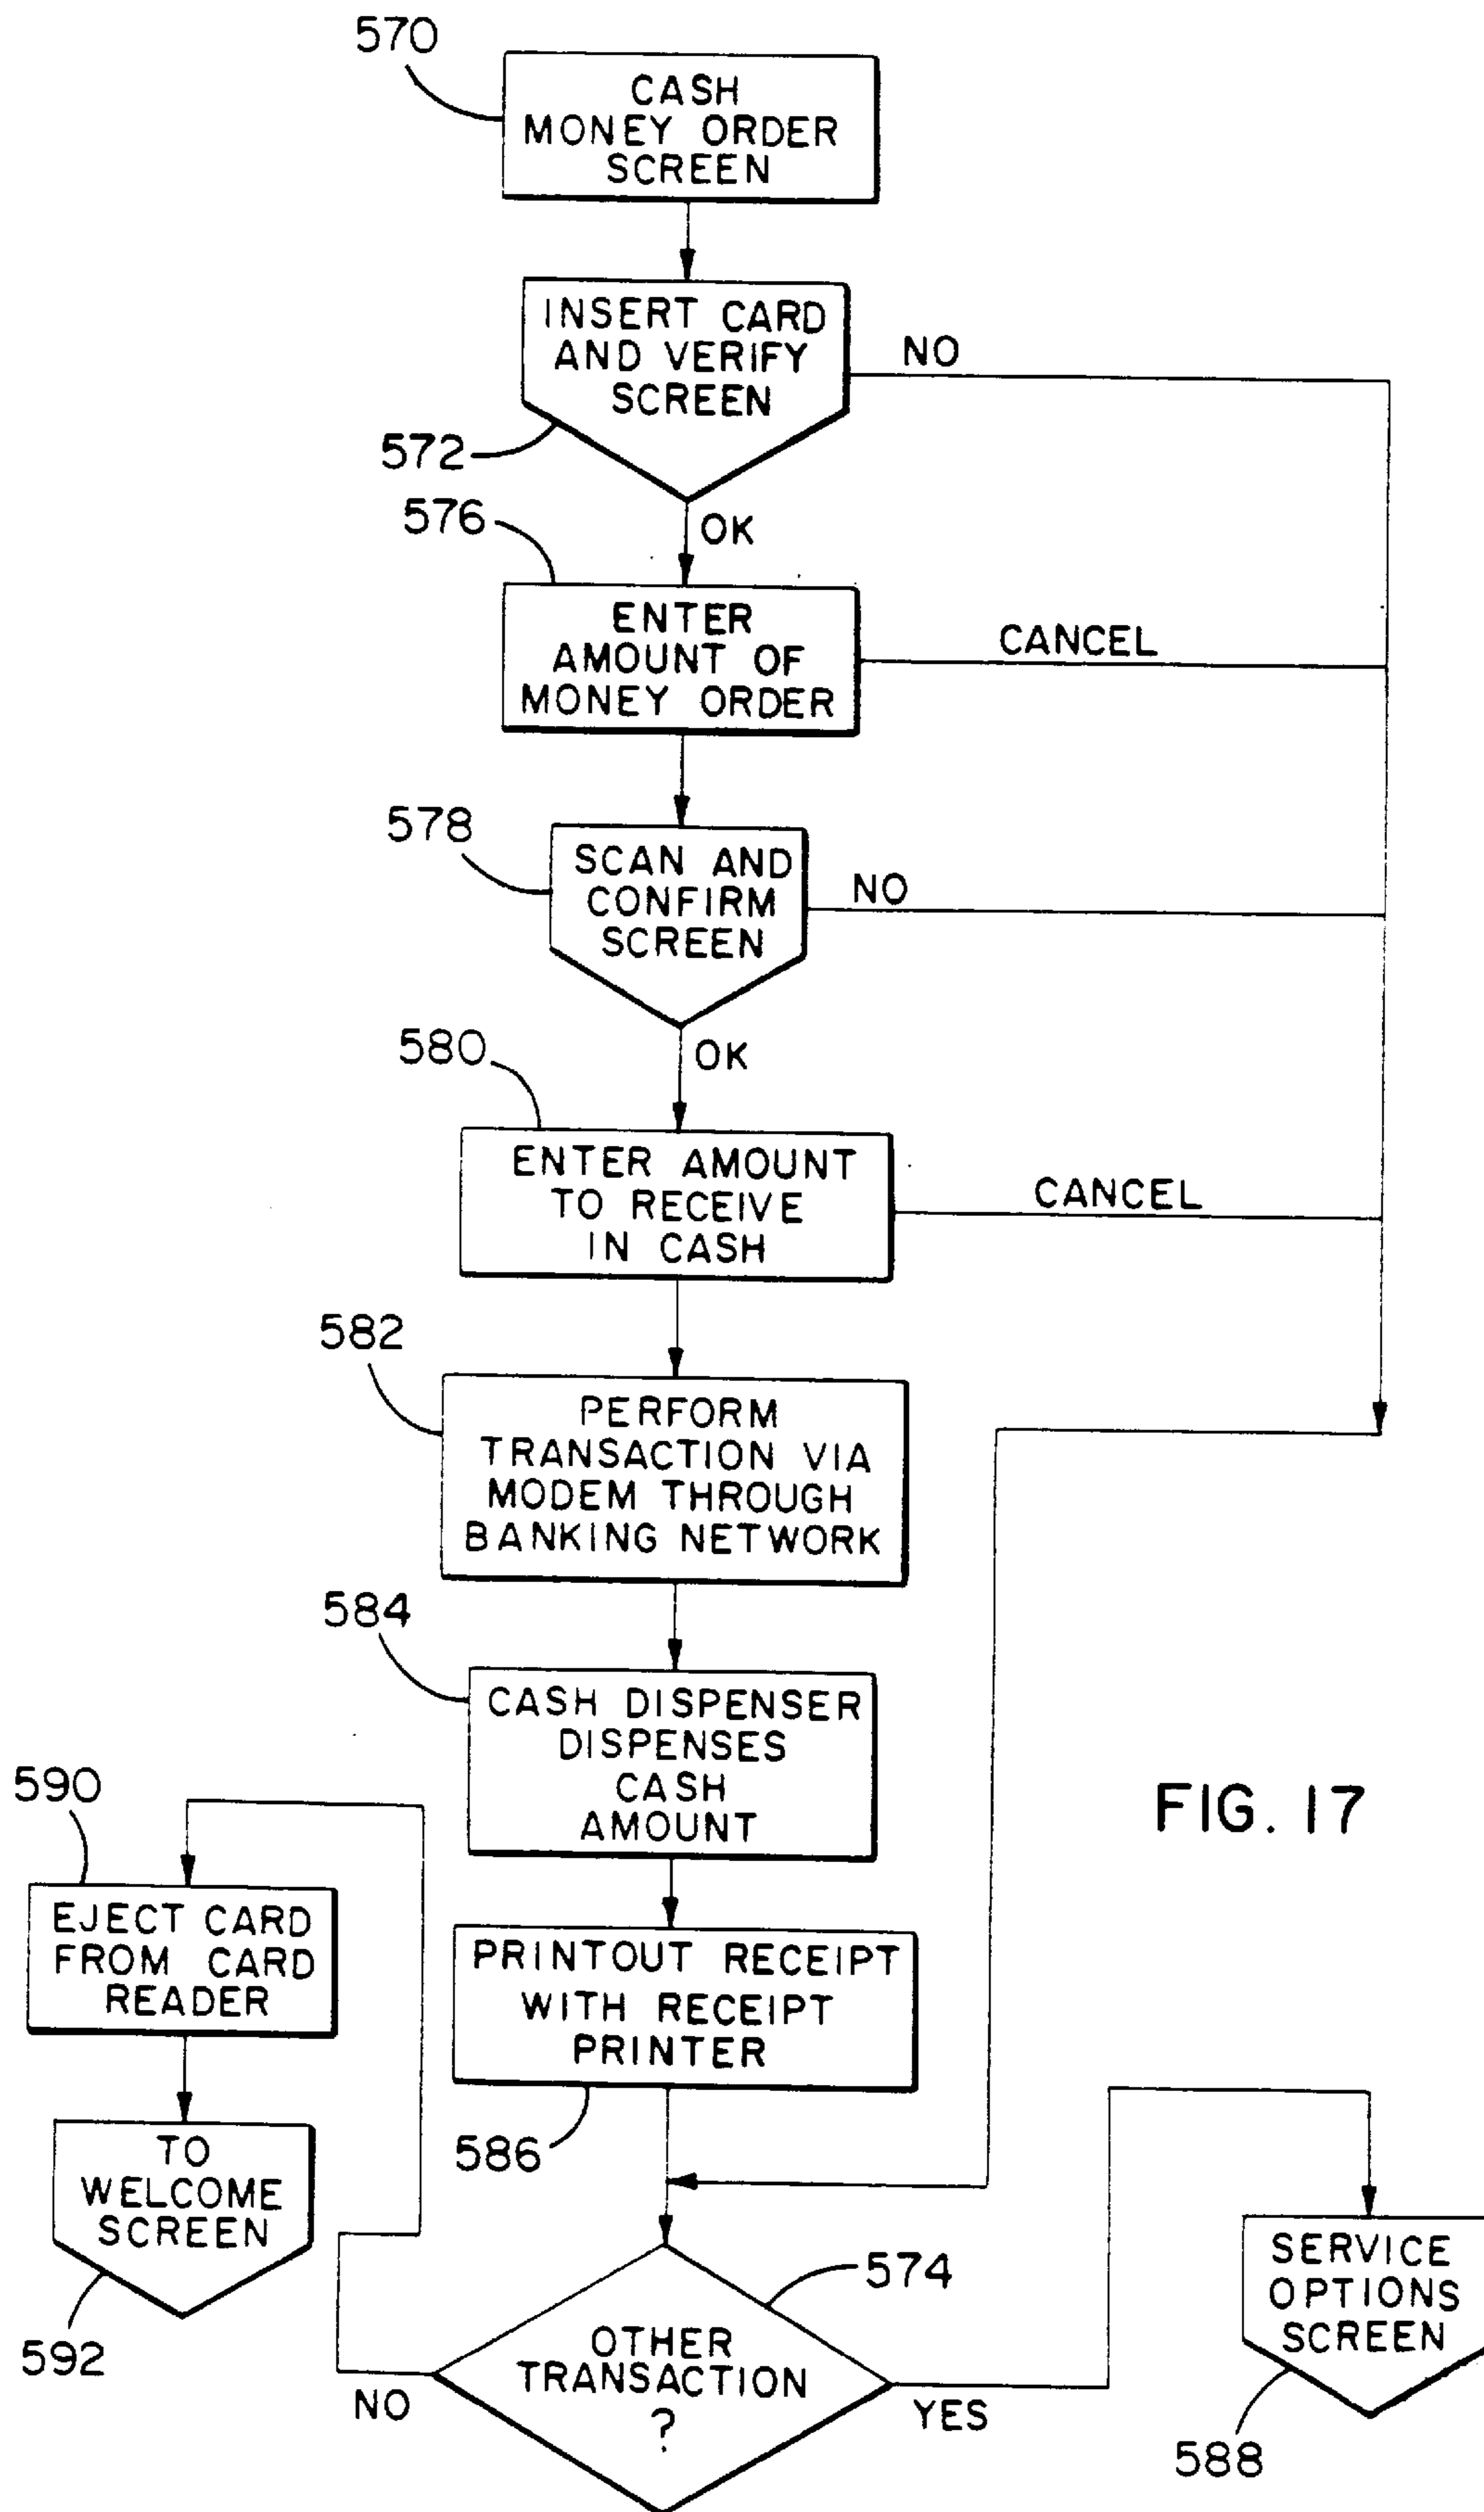 570
CASH
MONEY ORDER
SCREEN
INSERT CARD
AND VERIFY
SCREEN
NO
572
OK
576
ENTER
AMOUNT OF
MONEY ORDER
CANCEL
578
SCAN AND
CONFIRM
SCREEN
NO
OK
580
ENTER AMOUNT
TO RECEIVE
IN CASH
CANCEL
582
PERFORM
TRANSACTION VIA
MODEM THROUGH
BANKING NETWORK
584
CASH DISPENSER
DISPENSES
CASH
AMOUNT
FIG. 17
590
EJECT CARD
FROM CARD
READER
PRINTOUT RECEIPT
WITH RECEIPT
PRINTER
586
TO
WELCOME
SCREEN
592
574
OTHER
TRANSACTION
?
NO
YES
SERVICE
OPTIONS
SCREEN
588